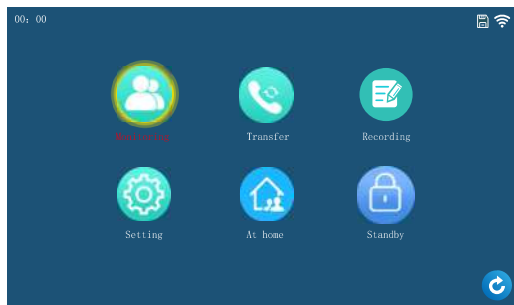 00: 00
Transfer
Recording
Setting
At home
Standby